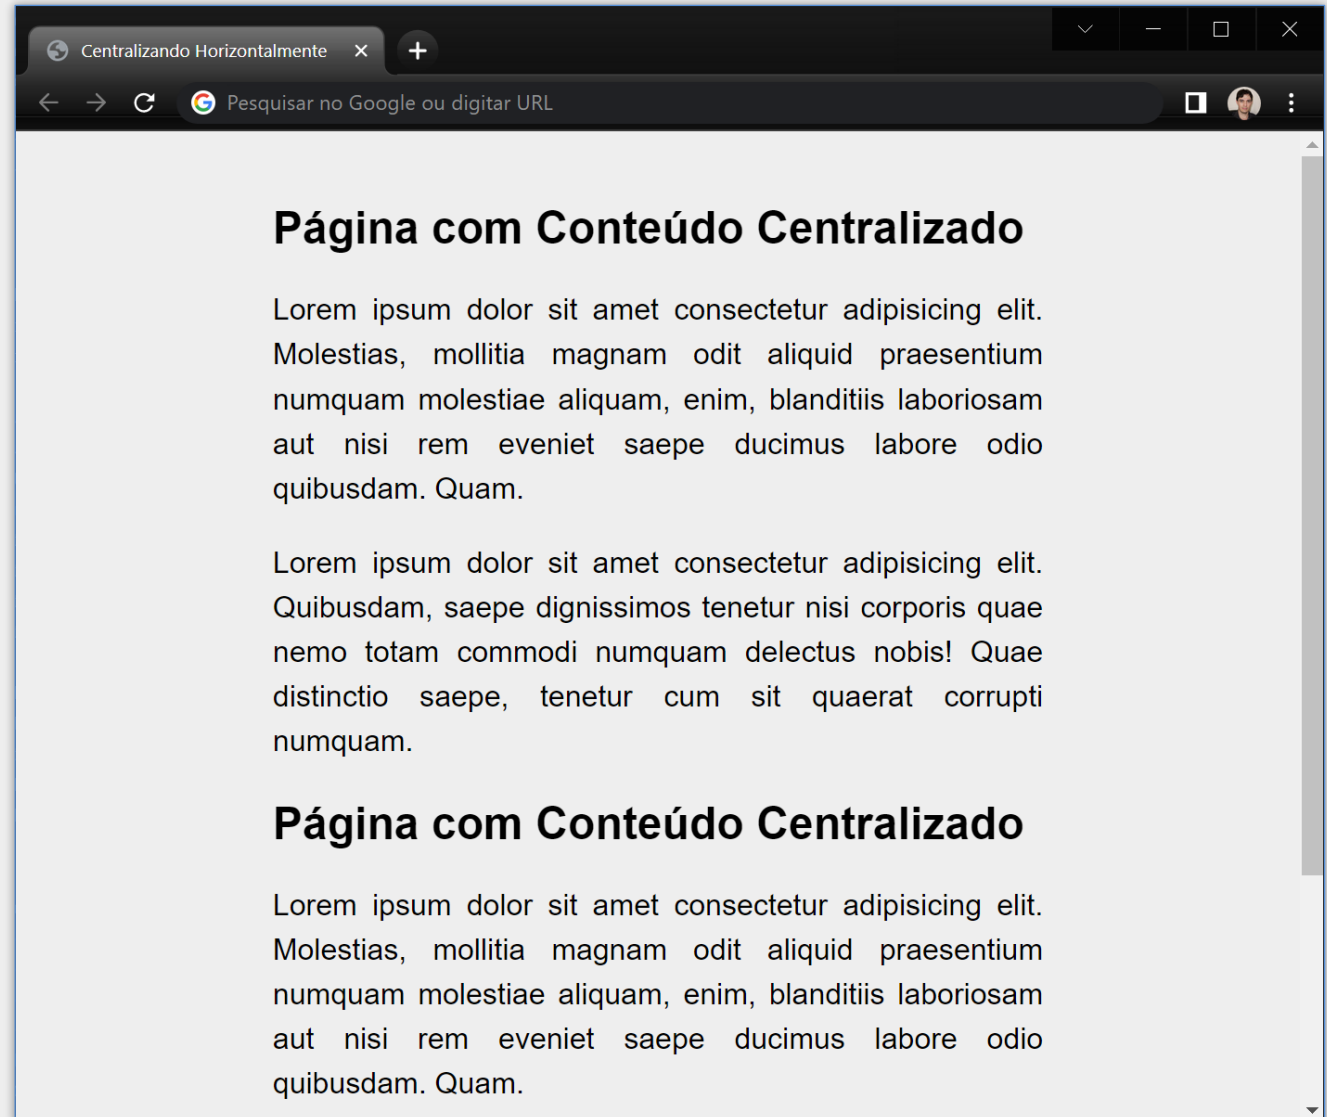 Centralizando Horizontalmente
Pesquisar no Google ou digitar URL
Página com Conteúdo Centralizado
Lorem ipsum dolor sit amet consectetur adipisicing elit.
Molestias, mollitia magnam odit aliquid praesentium
numquam molestiae aliquam, enim, blanditiis laboriosam
aut nisi rem eveniet saepe ducimus labore odio
quibusdam. Quam.
Lorem ipsum dolor sit amet consectetur adipisicing elit.
Quibusdam, saepe dignissimos tenetur nisi corporis quae
nemo totam commodi numquam delectus nobis! Quae
distinctio saepe, tenetur cum sit quaerat corrupti
numquam.
Página com Conteúdo Centralizado
Lorem ipsum dolor sit amet consectetur adipisicing elit.
Molestias, mollitia magnam odit aliquid praesentium
numquam molestiae aliquam, enim, blanditiis laboriosam
aut nisi rem eveniet saepe ducimus labore odio
quibusdam. Quam.